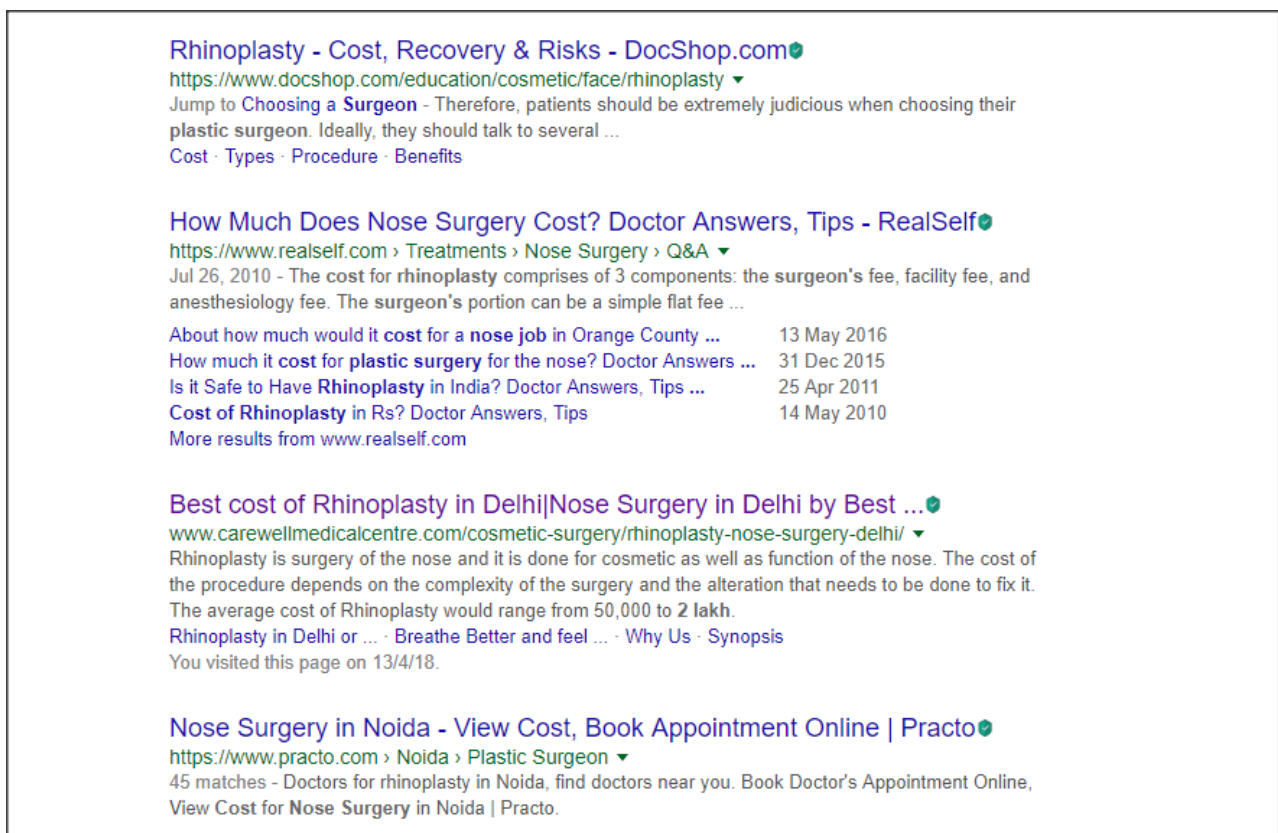 Rhinoplasty - Cost, Recovery & Risks - DocShop.com
https://www.docshop.com/education/cosmetic/face/rhinoplasty
Jump to Choosing a Surgeon - Therefore, patients should be extremely judicious when choosing their
plastic surgeon. Ideally, they should talk to several ...
Cost · Types · Procedure · Benefits
How Much Does Nose Surgery Cost? Doctor Answers, Tips - RealSelf
https://www.realself.com › Treatments › Nose Surgery › Q&A
Jul 26, 2010 - The cost for rhinoplasty comprises of 3 components: the surgeon's fee, facility fee, and
anesthesiology fee. The surgeon's portion can be a simple flat fee ...
About how much would it cost for a nose job in Orange County ... 13 May 2016
How much it cost for plastic surgery for the nose? Doctor Answers ... 31 Dec 2015
Is it Safe to Have Rhinoplasty in India? Doctor Answers, Tips ... 25 Apr 2011
Cost of Rhinoplasty in Rs? Doctor Answers, Tips 14 May 2010
More results from www.realself.com
Best cost of Rhinoplasty in Delhi|Nose Surgery in Delhi by Best ...
www.carewellmedicalcentre.com/cosmetic-surgery/rhinoplasty-nose-surgery-delhi/
Rhinoplasty is surgery of the nose and it is done for cosmetic as well as function of the nose. The cost of
the procedure depends on the complexity of the surgery and the alteration that needs to be done to fix it.
The average cost of Rhinoplasty would range from 50,000 to 2 lakh.
Rhinoplasty in Delhi or ... · Breathe Better and feel ... · Why Us · Synopsis
You visited this page on 13/4/18.
Nose Surgery in Noida - View Cost, Book Appointment Online | Practo
https://www.practo.com › Noida › Plastic Surgeon
45 matches - Doctors for rhinoplasty in Noida, find doctors near you. Book Doctor's Appointment Online,
View Cost for Nose Surgery in Noida | Practo.